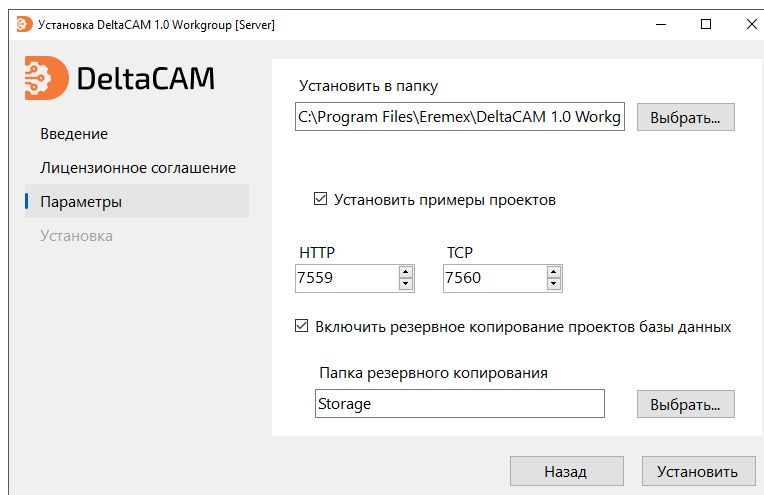 Установка DeltaCAM 1.0 Workgroup [Server]
DeltaCAM
Введение
Лицензионное соглашение
Параметры
Установка
Установить в папку
C:\Program Files\Eremex\DeltaCAM 1.0 Workg
Выбрать...
Установить примеры проектов
HTTP TCP
7559 7560
Включить резервное копирование проектов базы данных
Папка резервного копирования
Storage
Выбрать...
Назад Установить